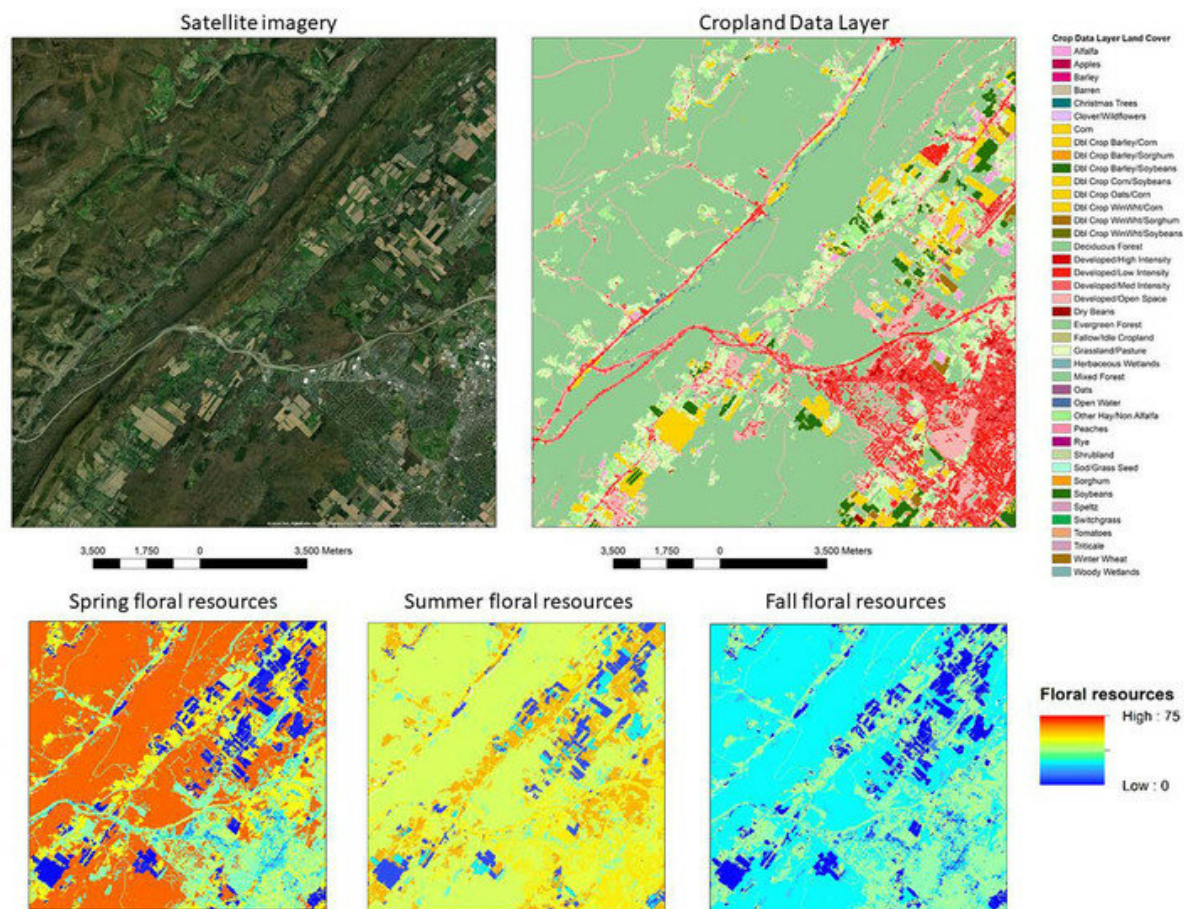 Satellite imagery
Cropland Data Layer
Crop Data Layer Land Cover
Alfalfa
Apples
Barley
Barren
Christmas Trees
Clover/Wildflowers
Corn
Dbl Crop Barley/Corn
Dbl Crop Barley/Sorghum
Dbl Crop Barley/Soybeans
Dbl Crop Corn/Soybeans
Dbl Crop Oats/Corn
Dbl Crop WinWht/Corn
Dbl Crop WinWht/Sorghum
Dbl Crop WinWht/Soybeans
Deciduous Forest
Developed/High Intensity
Developed/Low Intensity
Developed/Med Intensity
Developed/Open Space
Dry Beans
Evergreen Forest
Fallow/Idle Cropland
Grassland/Pasture
Herbaceous Wetlands
Mixed Forest
Oats
Open Water
Other Hay/Non Alfalfa
Peaches
Rye
Shrubland
Sod/Grass Seed
Sorghum
Soybeans
Speltz
Switchgrass
Tomatoes
Triticale
Winter Wheat
Woody Wetlands
3,500 1,750 0 3,500 Meters
3,500 1,750 0 3,500 Meters
Spring floral resources
Summer floral resources
Fall floral resources
Floral resources
High : 75
Low : 0